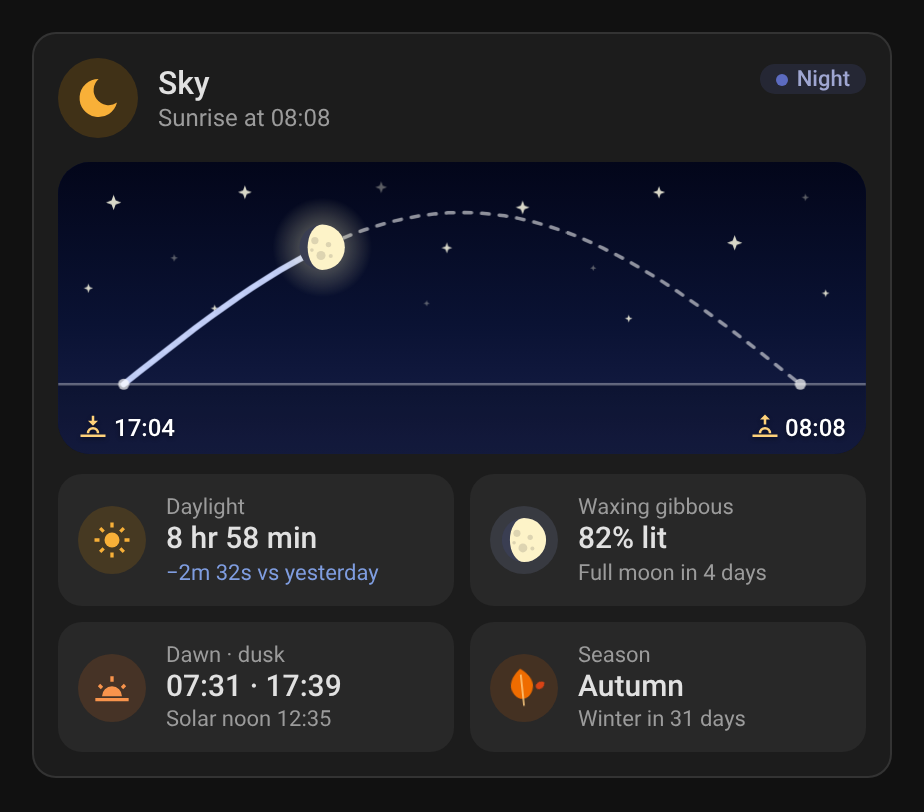 Sky
Sunrise at 08:08
Night
17:04
08:08
Daylight
8 hr 58 min
−2m 32s vs yesterday
Waxing gibbous
82% lit
Full moon in 4 days
Dawn · dusk
07:31 · 17:39
Solar noon 12:35
Season
Autumn
Winter in 31 days